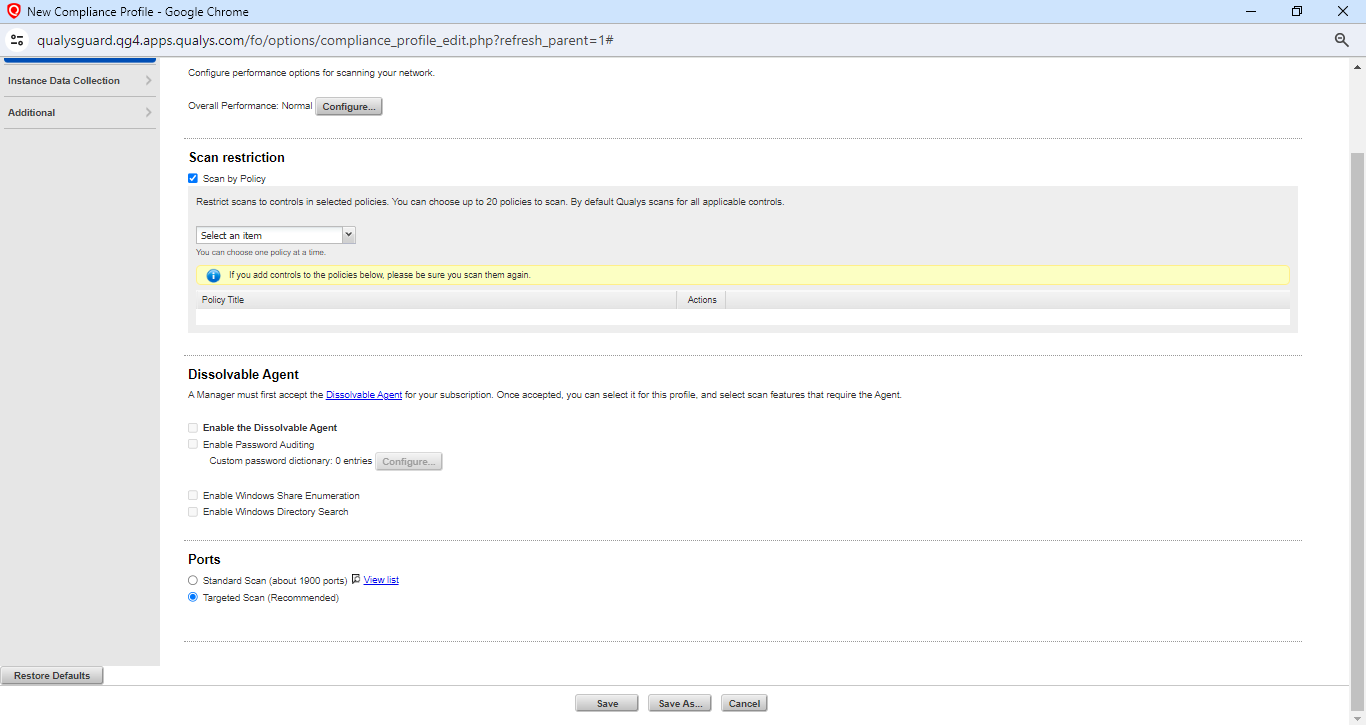 New Compliance Profile - Google Chrome
qualysguard.qg4.apps.qualys.com/fo/options/compliance_profile_edit.php?refresh_parent=1#
Instance Data Collection
Additional
Configure performance options for scanning your network.
Overall Performance: Normal Configure...
Scan restriction
Scan by Policy
Restrict scans to controls in selected policies. You can choose up to 20 policies to scan. By default Qualys scans for all applicable controls.
Select an item
You can choose one policy at a time.
If you add controls to the policies below, please be sure you scan them again.
Policy Title Actions
Dissolvable Agent
A Manager must first accept the Dissolvable Agent for your subscription. Once accepted, you can select it for this profile, and select scan features that require the Agent.
Enable the Dissolvable Agent
Enable Password Auditing
Custom password dictionary: 0 entries Configure...
Enable Windows Share Enumeration
Enable Windows Directory Search
Ports
Standard Scan (about 1900 ports) View list
Targeted Scan (Recommended)
Restore Defaults
Save Save As... Cancel